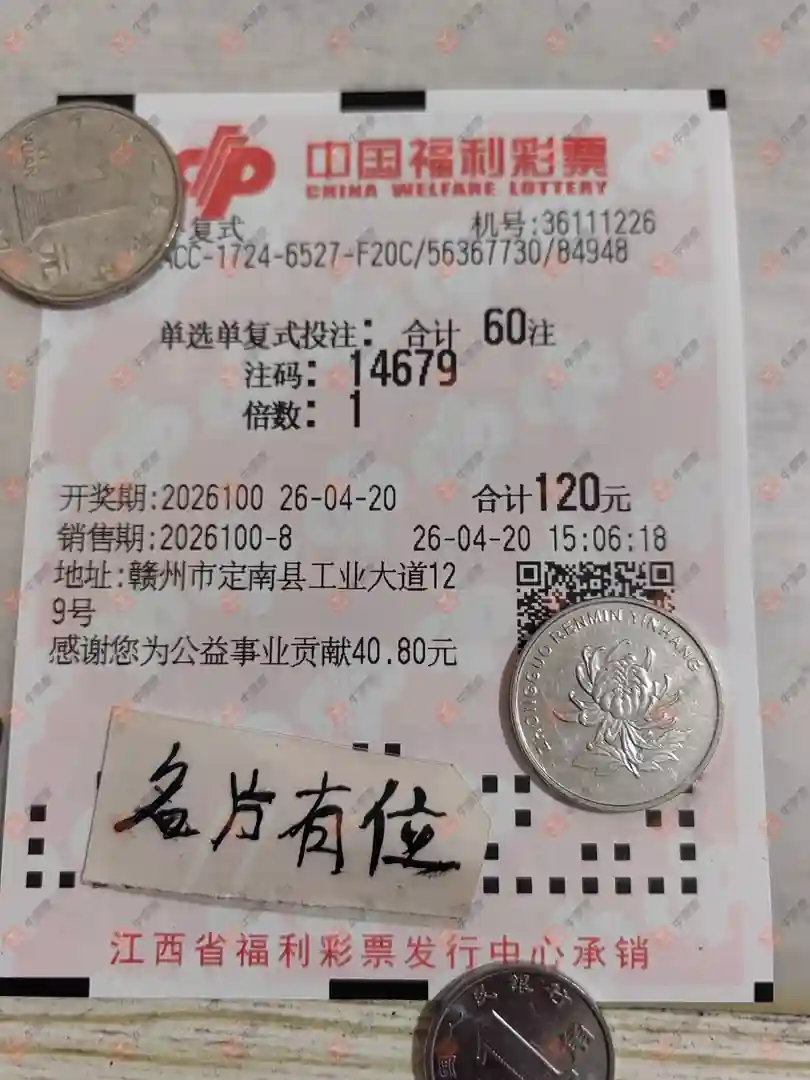 中国福利彩票
CHINA WELFARE LOTTERY
复式 机号:36111226
ACC-1724-6527-F20C/56367730/84948
单选单复式投注: 合计 60注
注码: 14679
倍数: 1
开奖期:2026100 26-04-20 合计120元
销售期:2026100-8 26-04-20 15:06:18
地址:赣州市定南县工业大道12
9号
感谢您为公益事业贡献40.80元
ZHONGGUO RENMIN YINHANG
名片有位
江西省福利彩票发行中心承销